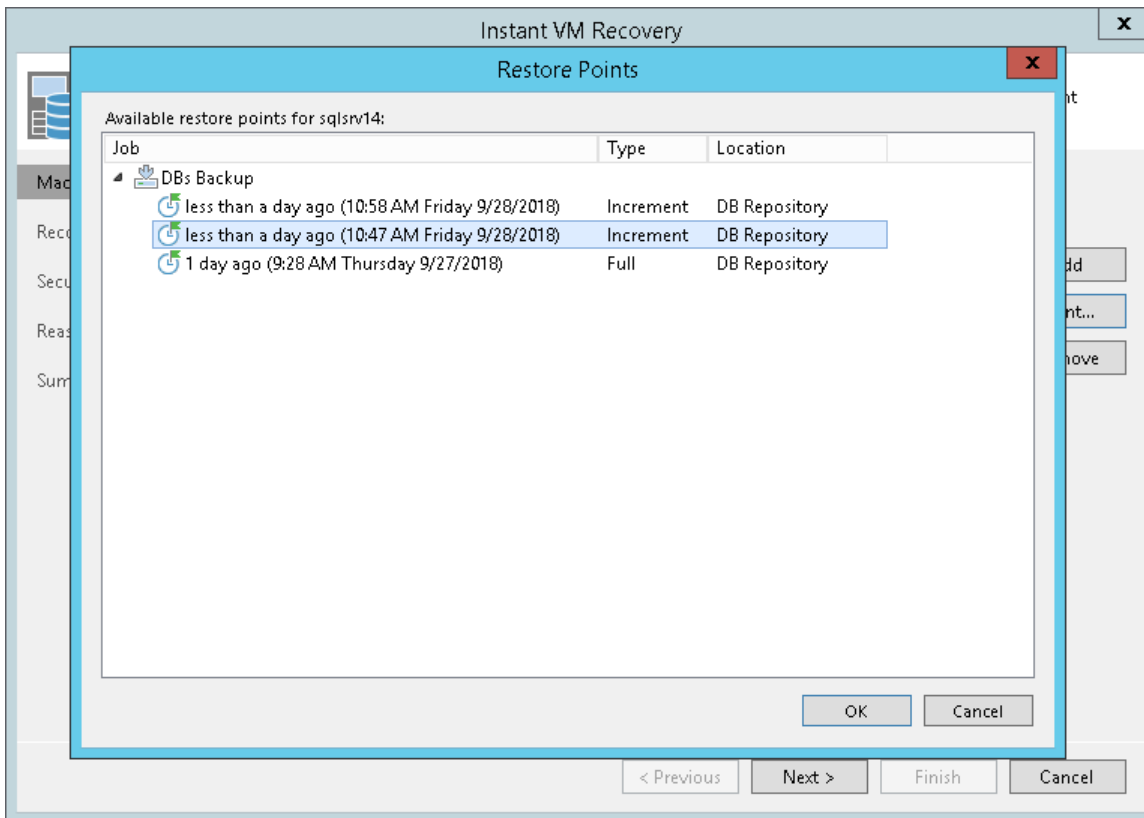 Instant VM Recovery
x
Restore Points
x
Available restore points for sqlsrv14:
Job Type Location
DBs Backup
less than a day ago (10:58 AM Friday 9/28/2018) Increment DB Repository
less than a day ago (10:47 AM Friday 9/28/2018) Increment DB Repository
1 day ago (9:28 AM Thursday 9/27/2018) Full DB Repository
OK Cancel
< Previous Next > Finish Cancel